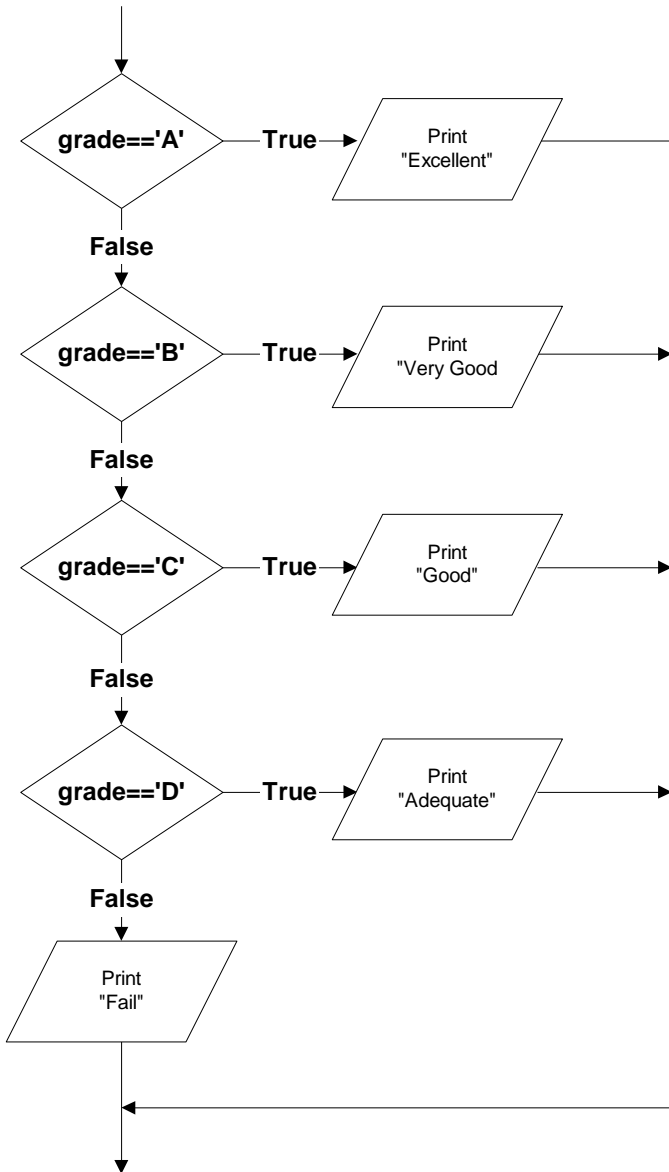 grade=='A'
True
Print
"Excellent"
False
grade=='B'
True
Print
"Very Good
False
grade=='C'
True
Print
"Good"
False
grade=='D'
True
Print
"Adequate"
False
Print
"Fail"